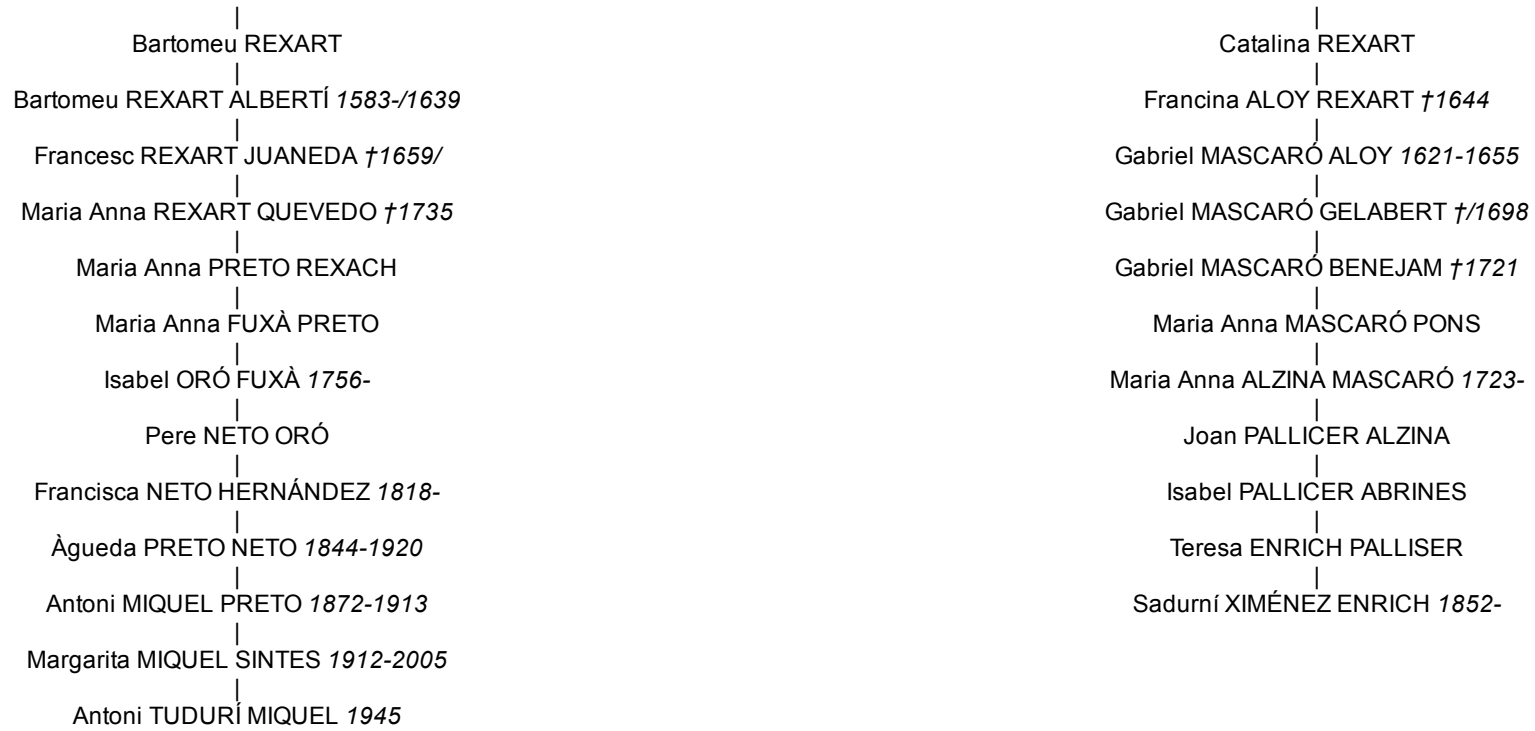 Bartomeu REXART
Bartomeu REXART ALBERTÍ 1583-/1639
Francesc REXART JUANEDA †1659/
Maria Anna REXART QUEVEDO †1735
Maria Anna PRETO REXACH
Maria Anna FUXÀ PRETO
Isabel ORÓ FUXÀ 1756-
Pere NETO ORÓ
Francisca NETO HERNÁNDEZ 1818-
Àgueda PRETO NETO 1844-1920
Antoni MIQUEL PRETO 1872-1913
Margarita MIQUEL SINTES 1912-2005
Antoni TUDURÍ MIQUEL 1945
Catalina REXART
Francina ALOY REXART †1644
Gabriel MASCARÓ ALOY 1621-1655
Gabriel MASCARÓ GELABERT †/1698
Gabriel MASCARÓ BENEJAM †1721
Maria Anna MASCARÓ PONS
Maria Anna ALZINA MASCARÓ 1723-
Joan PALLICER ALZINA
Isabel PALLICER ABRINES
Teresa ENRICH PALLISER
Sadurní XIMÉNEZ ENRICH 1852-